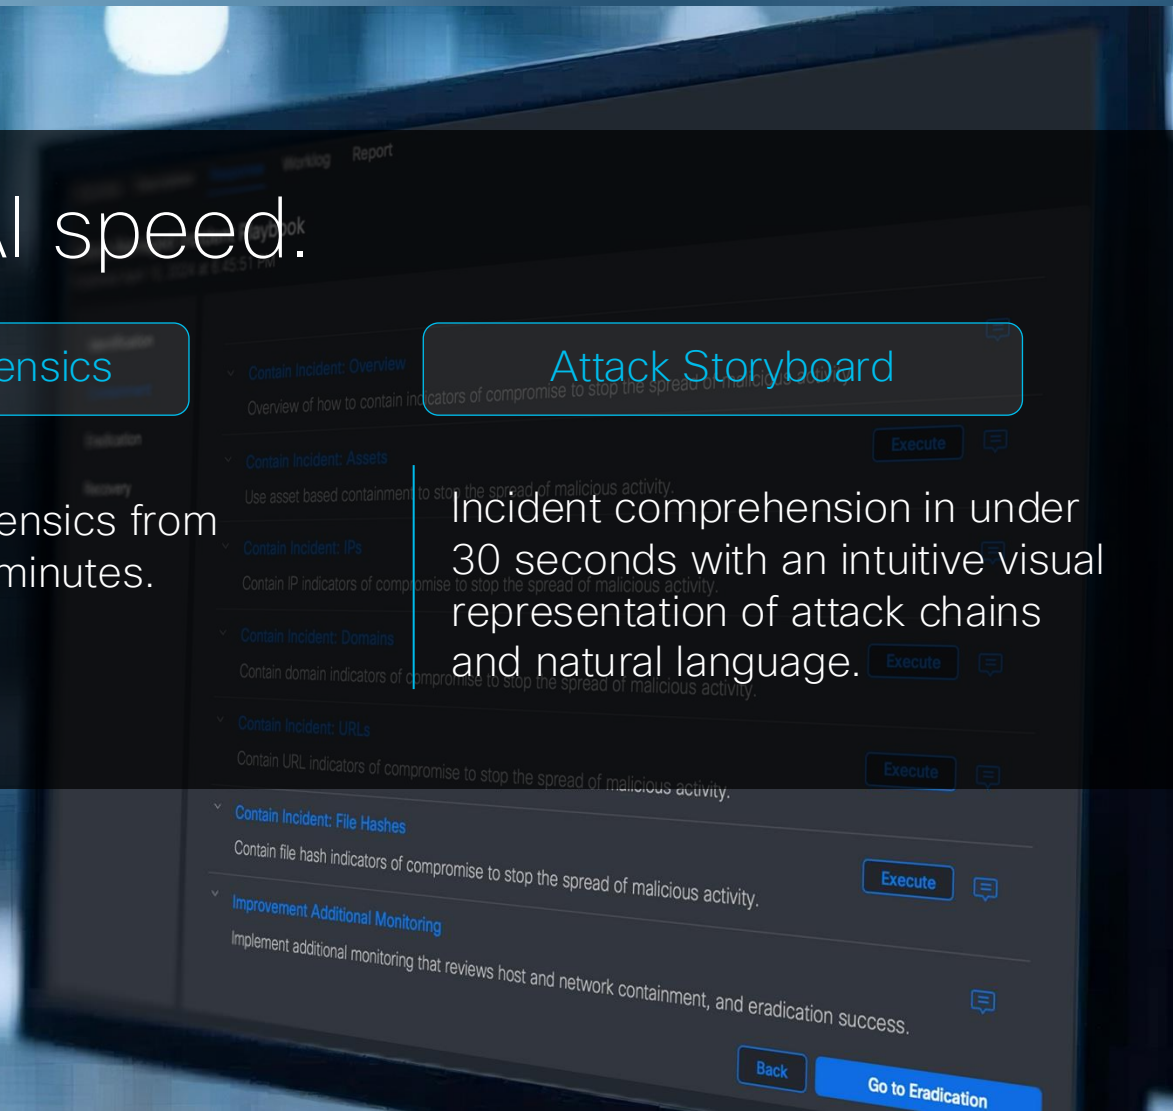 Worklog Report
AI speed.
Playbook
ensics
Attack Storyboard
Contain Incident: Overview
Overview of how to contain indicators of compromise to stop the spread of malicious activity.
Eradication
Execute
Contain Incident: Assets
Use asset based containment to stop the spread of malicious activity.
Recovery
ensics from
minutes.
Incident comprehension in under
30 seconds with an intuitive visual
representation of attack chains
and natural language.
Contain Incident: IPs
Contain IP indicators of compromise to stop the spread of malicious activity.
Contain Incident: Domains
Execute
Contain domain indicators of compromise to stop the spread of malicious activity.
Contain Incident: URLs
Execute
Contain URL indicators of compromise to stop the spread of malicious activity.
Contain Incident: File Hashes
Execute
Contain file hash indicators of compromise to stop the spread of malicious activity.
Improvement Additional Monitoring
Implement additional monitoring that reviews host and network containment, and eradication success.
Back
Go to Eradication